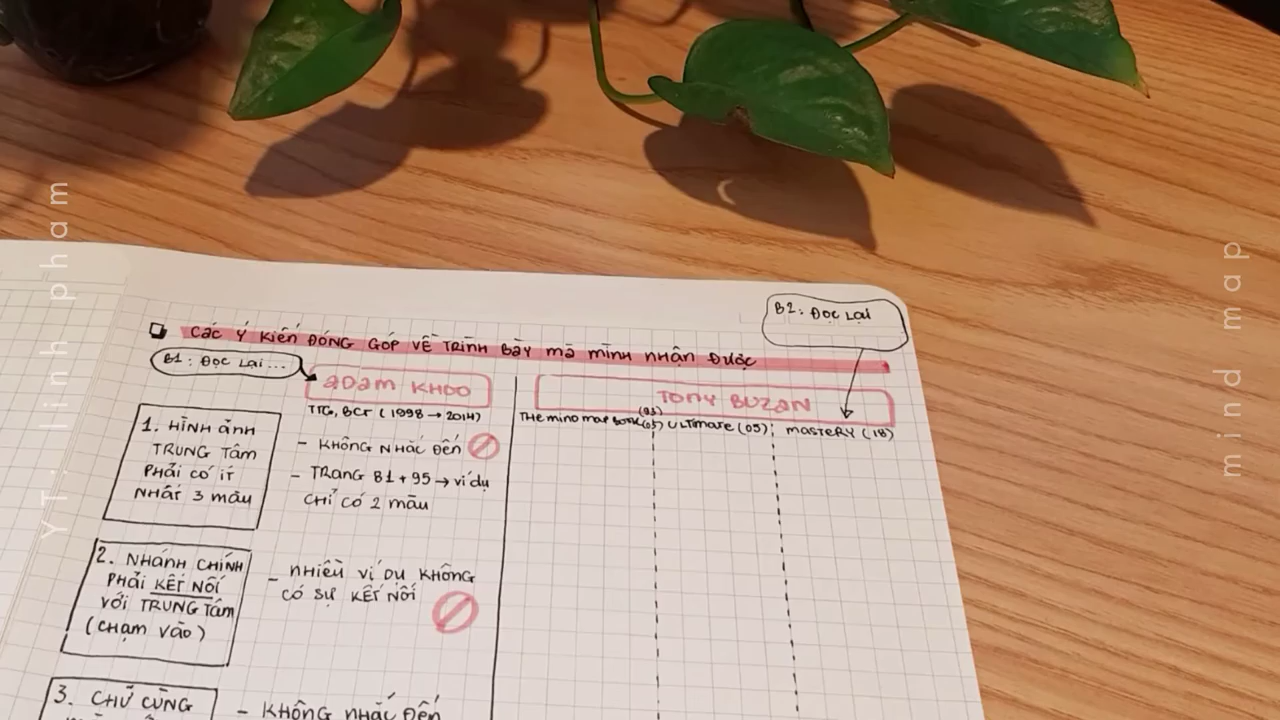 YT. linh pham
mind map
Các ý kiến ĐÓNG GÓP VỀ TRÌNH BÀY mà mình nhận được
B1: ĐỌC LẠI...
B2: ĐỌC LẠI
ADAM KHOO
TTG, BCT (1998 → 2014)
TONY BUZAN
THE mind map BOOK (93) (05)
ULTIMATE (05)
mASTERY (18)
1. HÌNH ẢNH
TRUNG TÂM
PHẢI CÓ ÍT
NHẤT 3 màu
- KHÔNG NHẮC ĐẾN
- TRANG 81 + 95 → ví dụ
CHỈ CÓ 2 màu
2. NHÁNH CHÍNH
PHẢI KẾT NỐI
VỚI TRUNG TÂM
(CHẠM VÀO)
- NHIỀU VÍ DỤ KHÔNG
CÓ SỰ KẾT NỐI
3. CHỮ CŨNG
- KHÔNG NHẮC ĐẾN